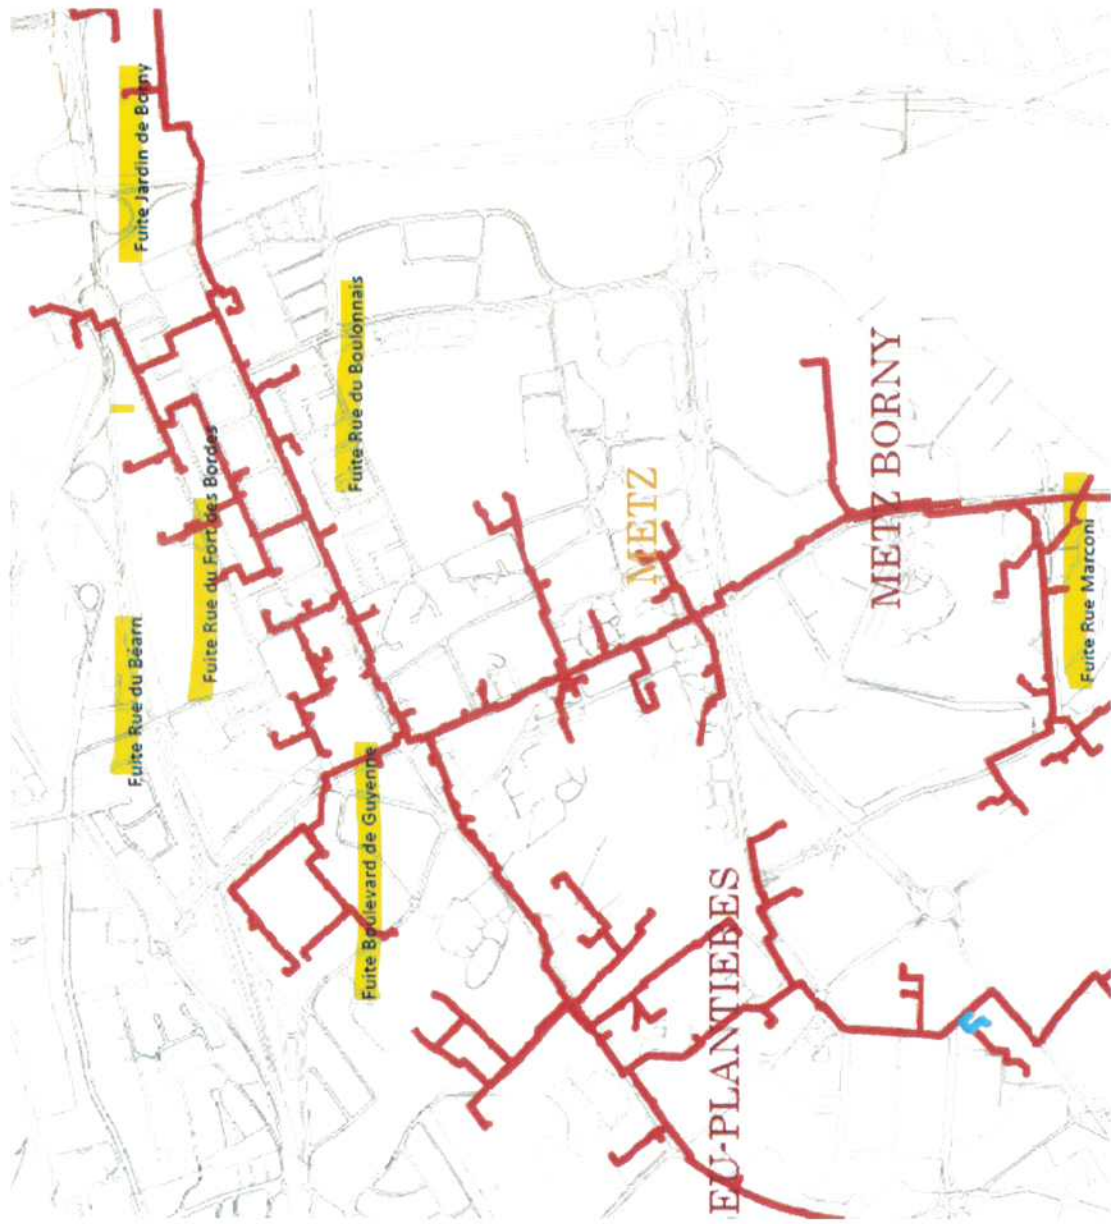 Fuite Jardin de Borny
Fuite Rue du Béarn
Fuite Rue du Fort des Bordes
Fuite Rue du Boulonnais
Fuite Boulevard de Guyenne
METZ
METZ BORNY
EU-PLANTIERES
Fuite Rue Marconi